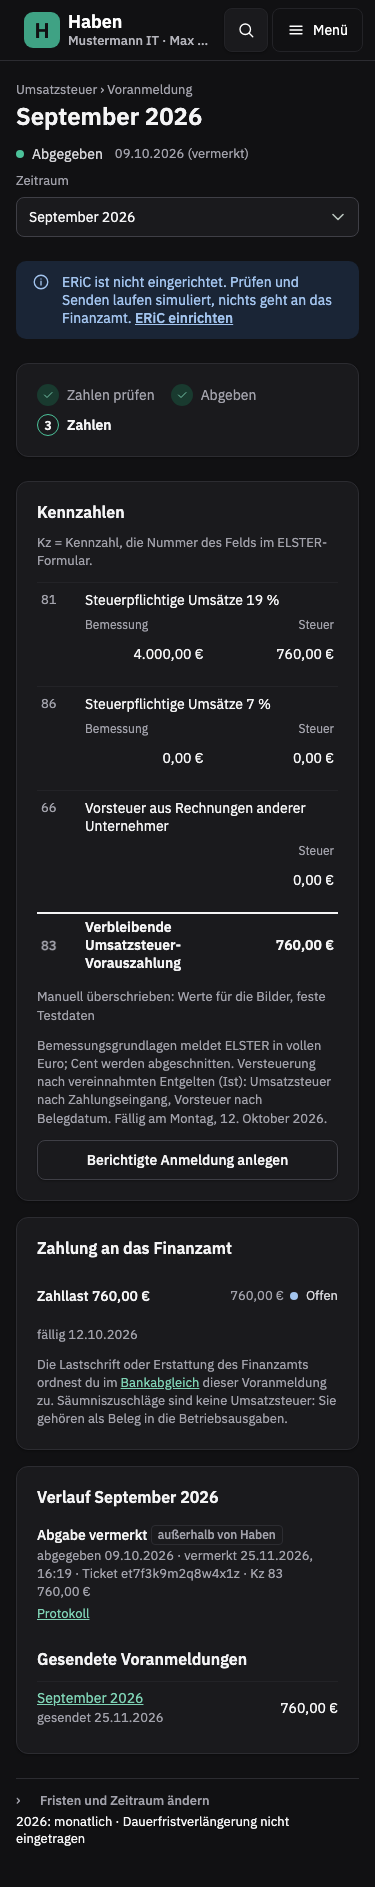 H
Haben
Mustermann IT · Max ...
Menü
Umsatzsteuer › Voranmeldung
September 2026
Abgegeben 09.10.2026 (vermerkt)
Zeitraum
September 2026
ERiC ist nicht eingerichtet. Prüfen und
Senden laufen simuliert, nichts geht an das
Finanzamt. ERiC einrichten
Zahlen prüfen Abgeben
3 Zahlen
Kennzahlen
Kz = Kennzahl, die Nummer des Felds im ELSTER-
Formular.
81 Steuerpflichtige Umsätze 19 %
Bemessung Steuer
4.000,00 € 760,00 €
86 Steuerpflichtige Umsätze 7 %
Bemessung Steuer
0,00 € 0,00 €
66 Vorsteuer aus Rechnungen anderer
Unternehmer
Steuer
0,00 €
Verbleibende
83 Umsatzsteuer- 760,00 €
Vorauszahlung
Manuell überschrieben: Werte für die Bilder, feste
Testdaten
Bemessungsgrundlagen meldet ELSTER in vollen
Euro; Cent werden abgeschnitten. Versteuerung
nach vereinnahmten Entgelten (Ist): Umsatzsteuer
nach Zahlungseingang, Vorsteuer nach
Belegdatum. Fällig am Montag, 12. Oktober 2026.
Berichtigte Anmeldung anlegen
Zahlung an das Finanzamt
Zahllast 760,00 € 760,00 € Offen
fällig 12.10.2026
Die Lastschrift oder Erstattung des Finanzamts
ordnest du im Bankabgleich dieser Voranmeldung
zu. Säumniszuschläge sind keine Umsatzsteuer: Sie
gehören als Beleg in die Betriebsausgaben.
Verlauf September 2026
Abgabe vermerkt außerhalb von Haben
abgegeben 09.10.2026 · vermerkt 25.11.2026,
16:19 · Ticket et7f3k9m2q8w4x1z · Kz 83
760,00 €
Protokoll
Gesendete Voranmeldungen
September 2026
760,00 €
gesendet 25.11.2026
› Fristen und Zeitraum ändern
2026: monatlich · Dauerfristverlängerung nicht
eingetragen